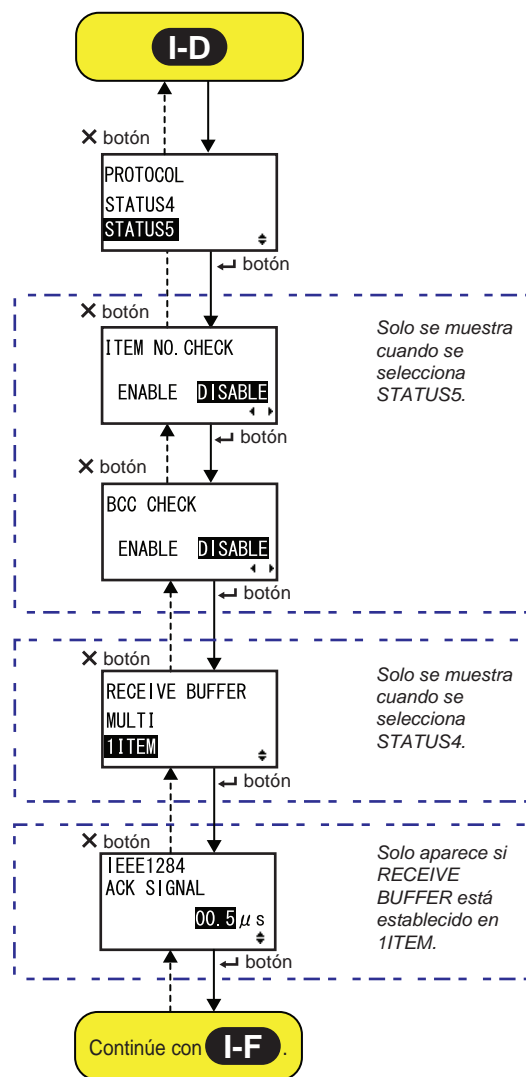 I-D
✕ botón
PROTOCOL
STATUS4
STATUS5
↵ botón
✕ botón
ITEM NO. CHECK
ENABLE DISABLE
↵ botón
Solo se muestra
cuando se
selecciona
STATUS5.
✕ botón
BCC CHECK
ENABLE DISABLE
↵ botón
✕ botón
RECEIVE BUFFER
MULTI
1ITEM
↵ botón
Solo se muestra
cuando se
selecciona
STATUS4.
✕ botón
IEEE1284
ACK SIGNAL
00.5 μs
↵ botón
Solo aparece si
RECEIVE
BUFFER está
establecido en
1ITEM.
Continúe con I-F.